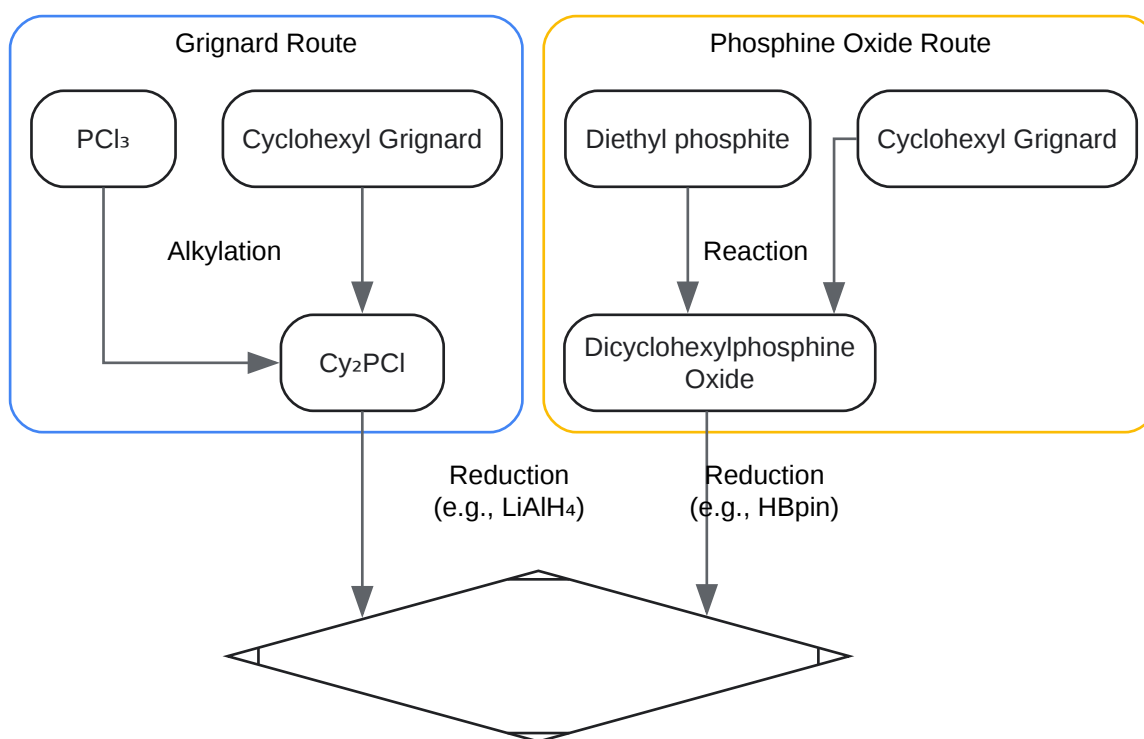 Grignard Route
PCl₃
Cyclohexyl Grignard
Alkylation
Cy₂PCl
Phosphine Oxide Route
Diethyl phosphite
Cyclohexyl Grignard
Reaction
Dicyclohexylphosphine
Oxide
Reduction
(e.g., LiAlH₄)
Reduction
(e.g., HBpin)